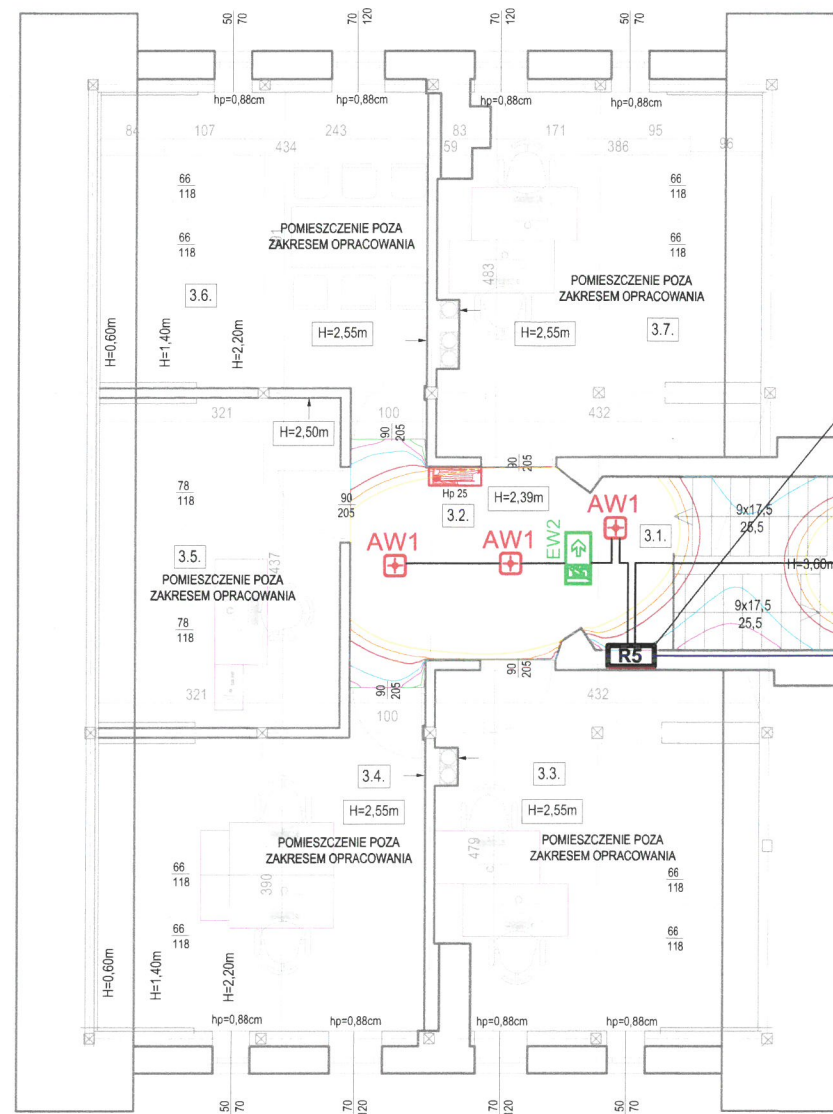 50
70
70
120
70
120
50
70
hp=0,88cm
hp=0,88cm
hp=0,88cm
84
107
243
83
171
95
434
59
386
96
66
118
66
118
66
118
66
118
POMIESZCZENIE POZA
ZAKRESEM OPRACOWANIA
POMIESZCZENIE POZA
ZAKRESEM OPRACOWANIA
483
3.6.
3.7.
H=0,60m
H=1,40m
H=2,20m
H=2,55m
H=2,55m
321
H=2,50m
100
432
90
205
90
205
Hp 25
H=2,39m
3.2.
78
118
90
205
3.5.
AW1
AW1
EW2
AW1
3.1.
9x17,5
25,5
H=3,60m
POMIESZCZENIE POZA
ZAKRESEM OPRACOWANIA
437
78
118
9x17,5
25,5
R5
321
90
205
90
205
100
432
3.4.
3.3.
H=2,55m
H=2,55m
POMIESZCZENIE POZA
ZAKRESEM OPRACOWANIA
POMIESZCZENIE POZA
ZAKRESEM OPRACOWANIA
479
390
66
118
66
118
66
118
66
118
H=0,60m
H=1,40m
H=2,20m
hp=0,88cm
hp=0,88cm
hp=0,88cm
50
70
70
120
70
120
50
70